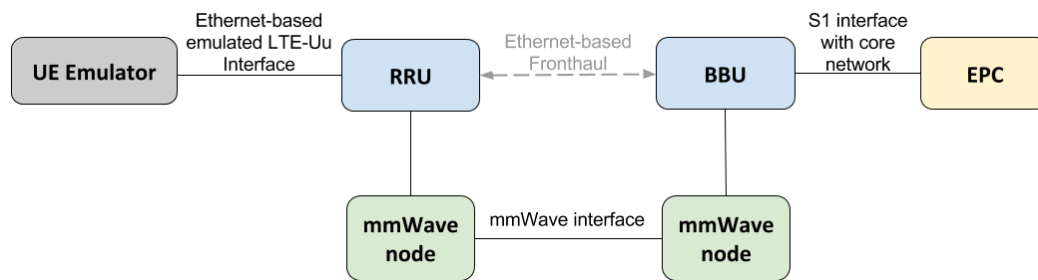 Ethernet-based
emulated LTE-Uu
Interface
UE Emulator
RRU
Ethernet-based
Fronthaul
BBU
S1 interface
with core
network
EPC
mmWave
node
mmWave interface
mmWave
node